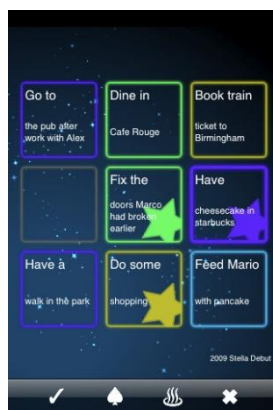 Go to
the pub after
work with Alex
Dine in
Cafe Rouge
Book train
ticket to
Birmingham
Fix the
doors Marco
had broken
earlier
Have
cheesecake in
starbucks
Have a
walk in the park
Do some
shopping
Feed Mario
with pancake
2009 Stella Debut